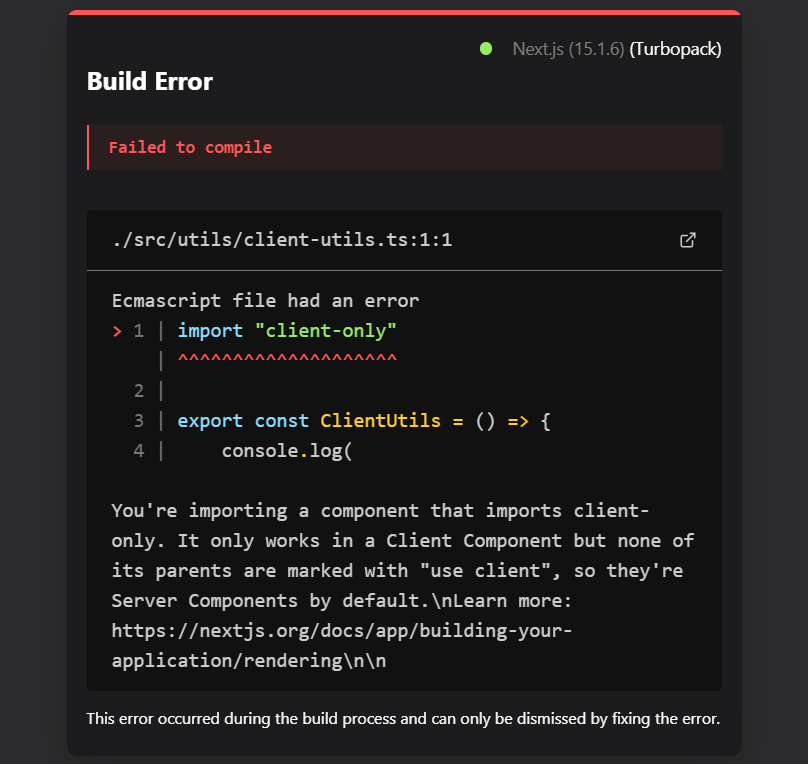 Next.js (15.1.6) (Turbopack)
Build Error
Failed to compile
./src/utils/client-utils.ts:1:1
Ecmascript file had an error
> 1 | import "client-only"
    | ^^^^^^^^^^^^^^^^^^^^
  2 |
  3 | export const ClientUtils = () => {
  4 |     console.log(
You're importing a component that imports client-
only. It only works in a Client Component but none of
its parents are marked with "use client", so they're
Server Components by default.\nLearn more:
https://nextjs.org/docs/app/building-your-
application/rendering\n\n
This error occurred during the build process and can only be dismissed by fixing the error.